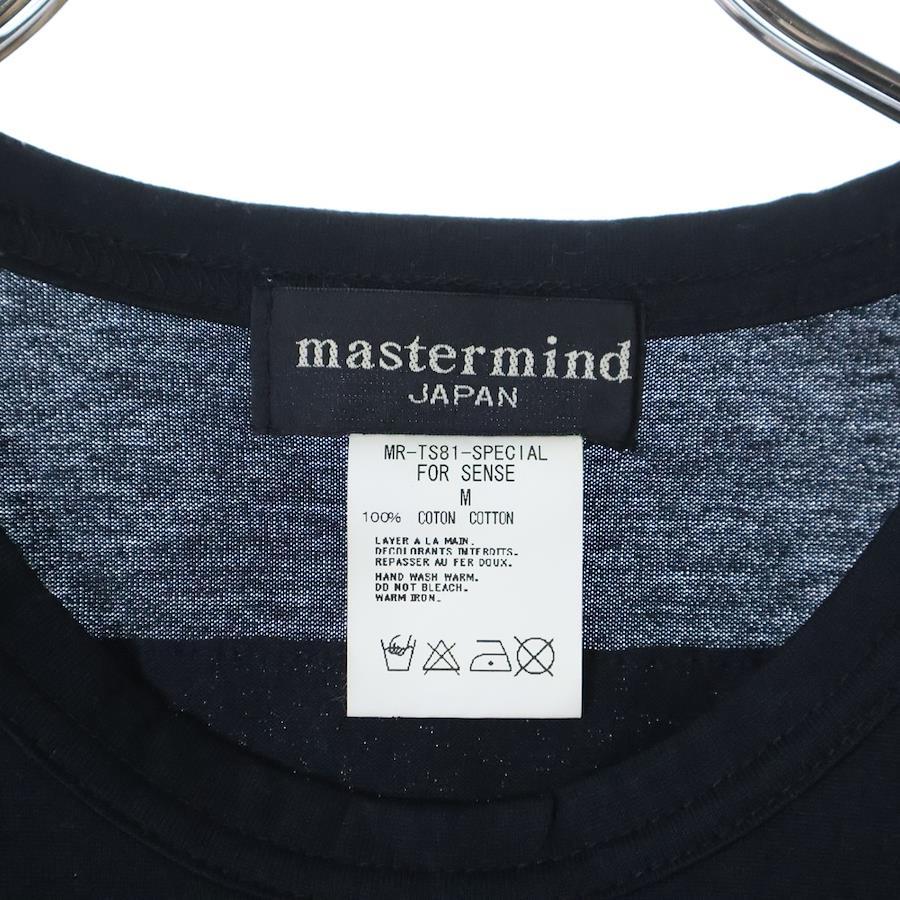 mastermind
JAPAN
MR-TS81-SPECIAL
FOR SENSE
M
100% COTON COTTON
LAYER A LA MAIN.
DECOLORANTS INTERDITS.
REPASSER AU FER DOUX.
HAND WASH WARM.
DO NOT BLEACH.
WARM IRON.